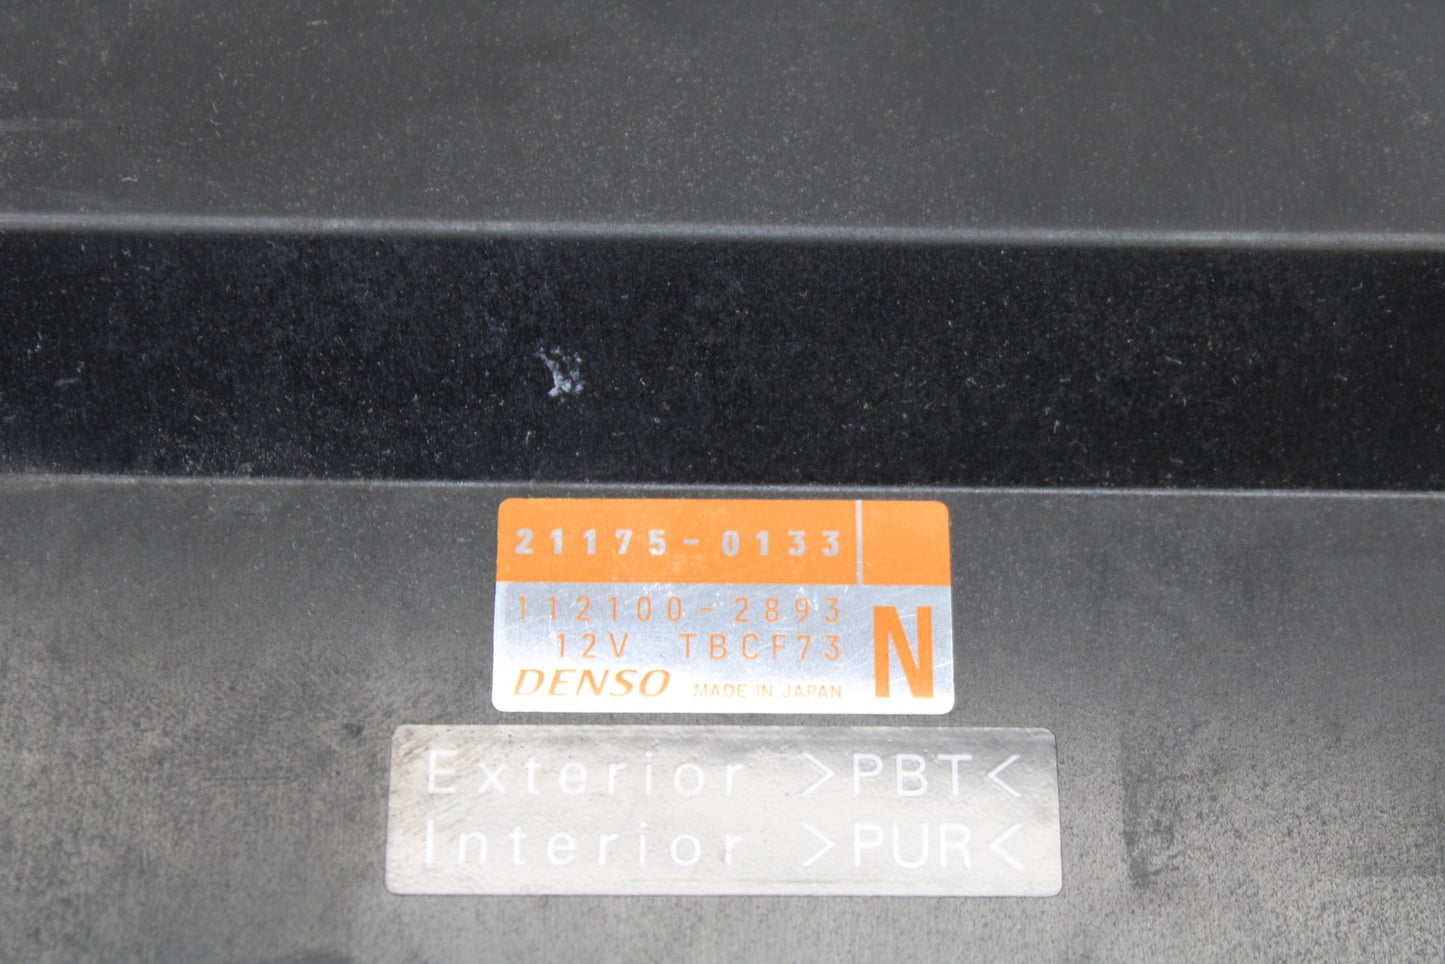 21175-0133
112100-2893
12V TBCF73
N
DENSO MADE IN JAPAN
Exterior >PBT<
Interior >PUR<